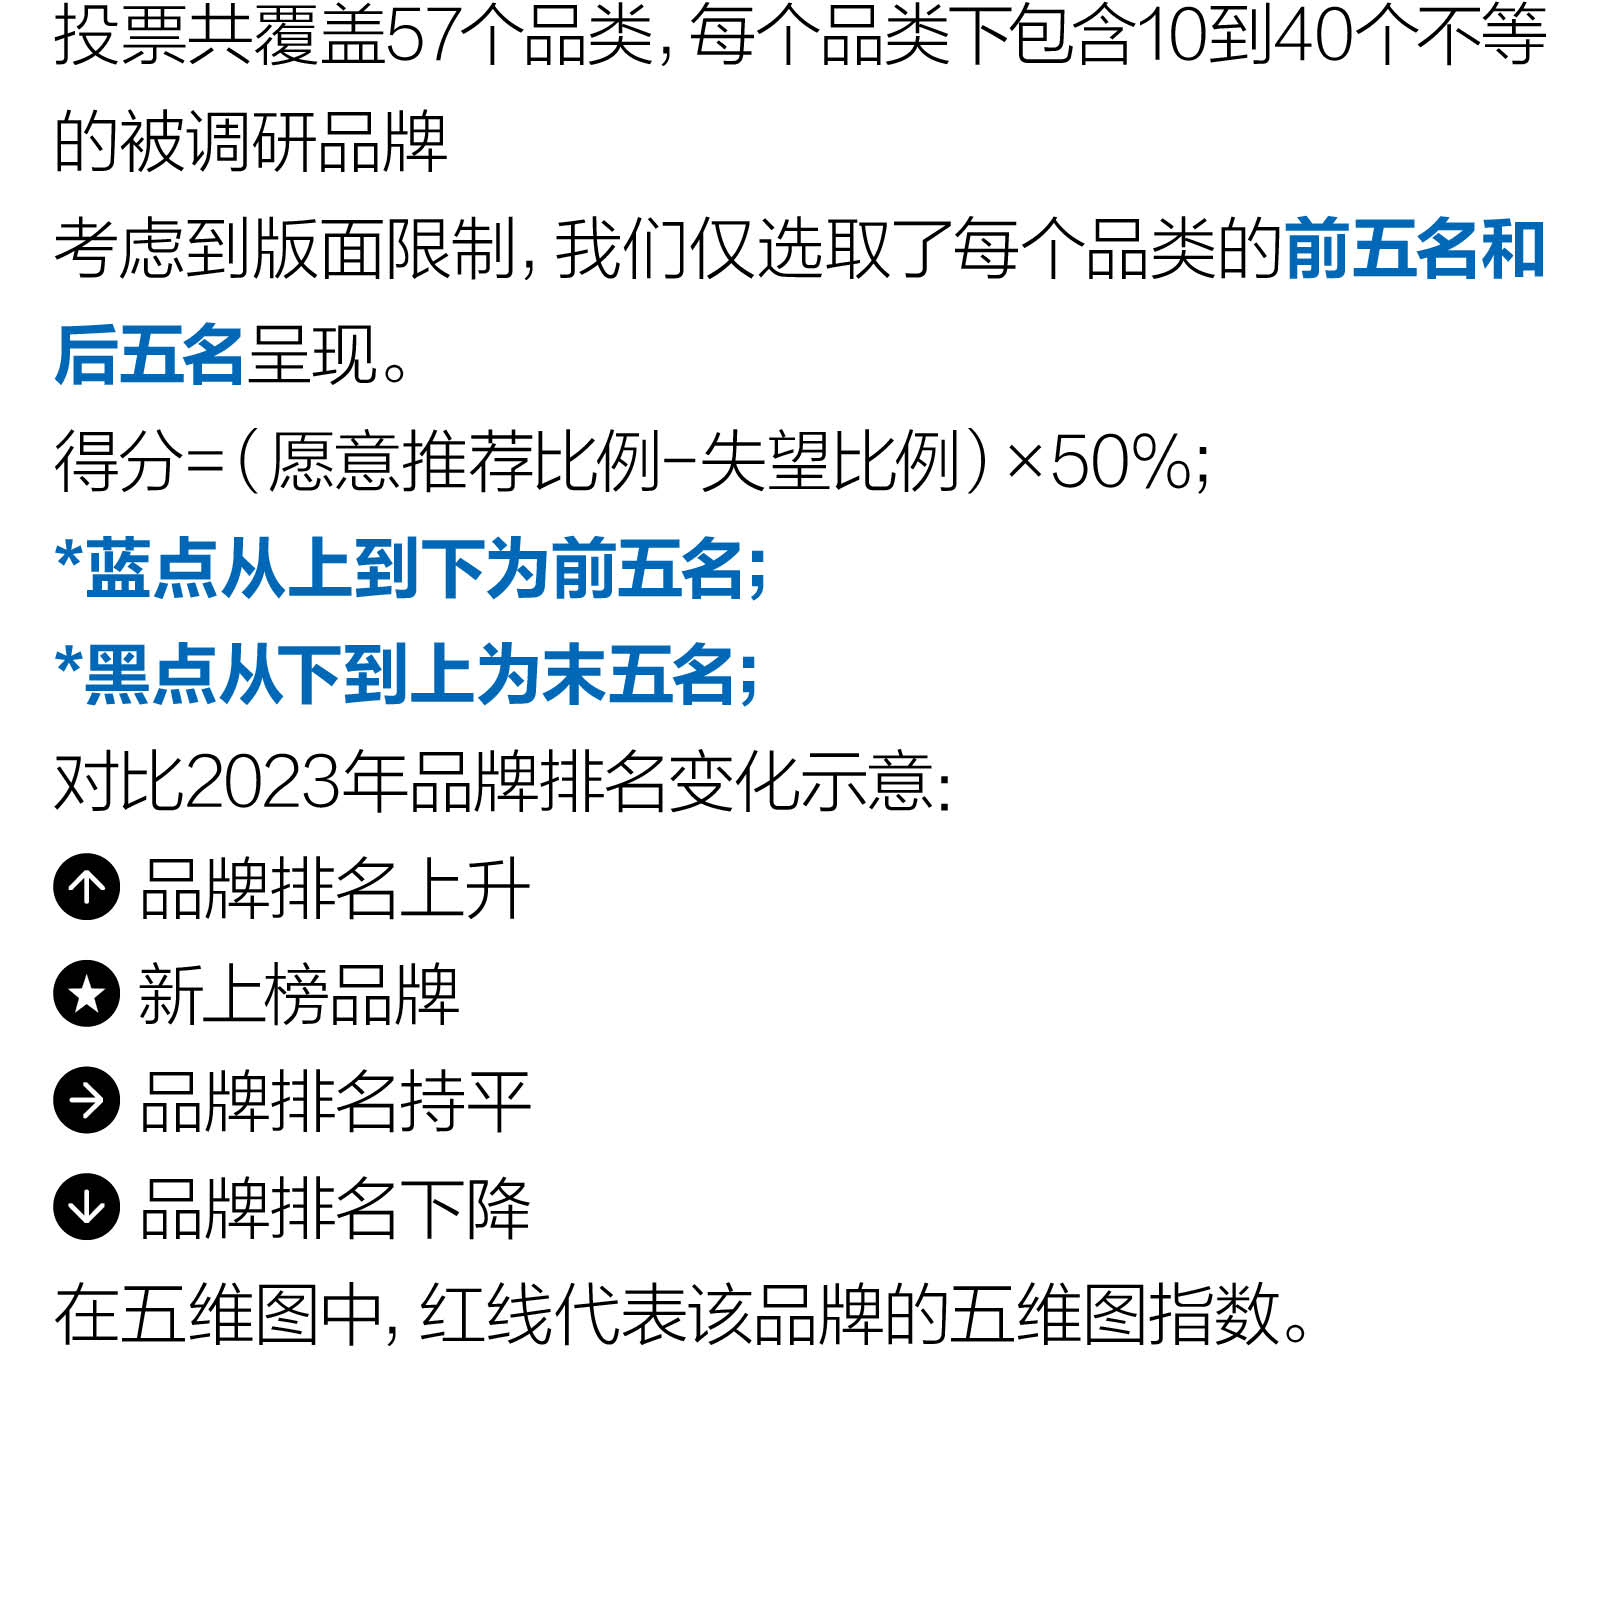 投票共覆盖57个品类，每个品类下包含10到40个不等
的被调研品牌
考虑到版面限制，我们仅选取了每个品类的前五名和
后五名呈现。
得分=（愿意推荐比例-失望比例）×50%；
*蓝点从上到下为前五名；
*黑点从下到上为末五名；
对比2023年品牌排名变化示意：
品牌排名上升
新上榜品牌
品牌排名持平
品牌排名下降
在五维图中，红线代表该品牌的五维图指数。